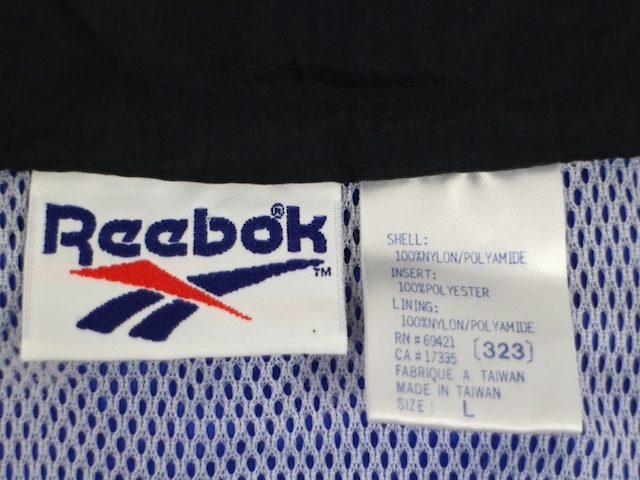 Reebok®
™
SHELL:
100%NYLON/POLYAMIDE
INSERT:
100%POLYESTER
LINING:
100%NYLON/POLYAMIDE
RN#69421
CA#17335 [323]
FABRIQUE A TAIWAN
MADE IN TAIWAN
SIZE: L